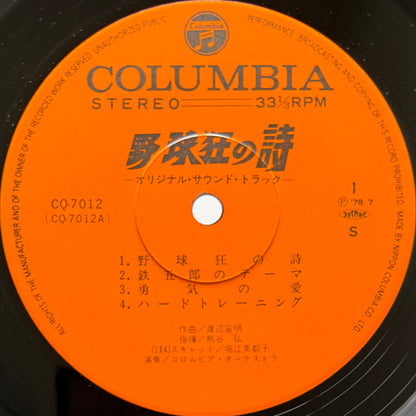 UNAUTHORIZED PUBLIC PERFORMANCE, BROADCASTING AND COPYING OF THIS RECORD PROHIBITED. MADE BY NIPPON COLUMBIA CO. LTD.
ALL RIGHTS OF THE MANUFACTURER AND OF THE OWNER OF THE RECORDED WORK RESERVED.
Columbia
COLUMBIA
STEREO 33⅓RPM
野球狂の詩
—オリジナル・サウンド・トラック—
CQ-7012
(CQ-7012A)
1
Ⓟ '78. 7
JASRAC
S
1. 野球狂の詩
2. 鉄五郎のテーマ
3. 勇気の愛
4. ハードトレーニング
作曆/渡辺宙明
指揮/熊谷 弘
(1)(4)スキャット/堀江美都子
演奏/コロムビア・オーケストラ